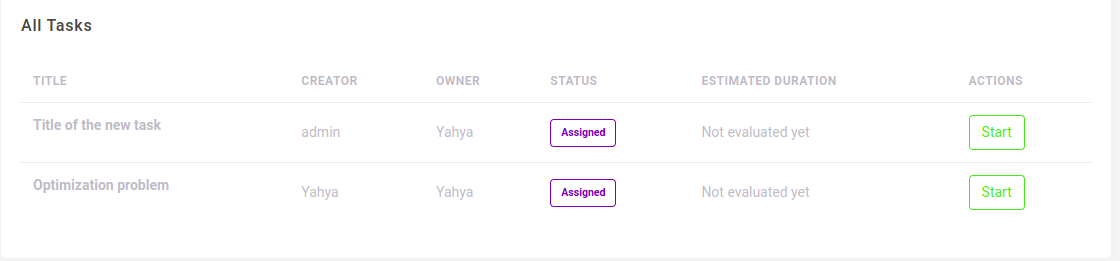 All Tasks
TITLE CREATOR OWNER STATUS ESTIMATED DURATION ACTIONS
Title of the new task admin Yahya Assigned Not evaluated yet Start
Optimization problem Yahya Yahya Assigned Not evaluated yet Start